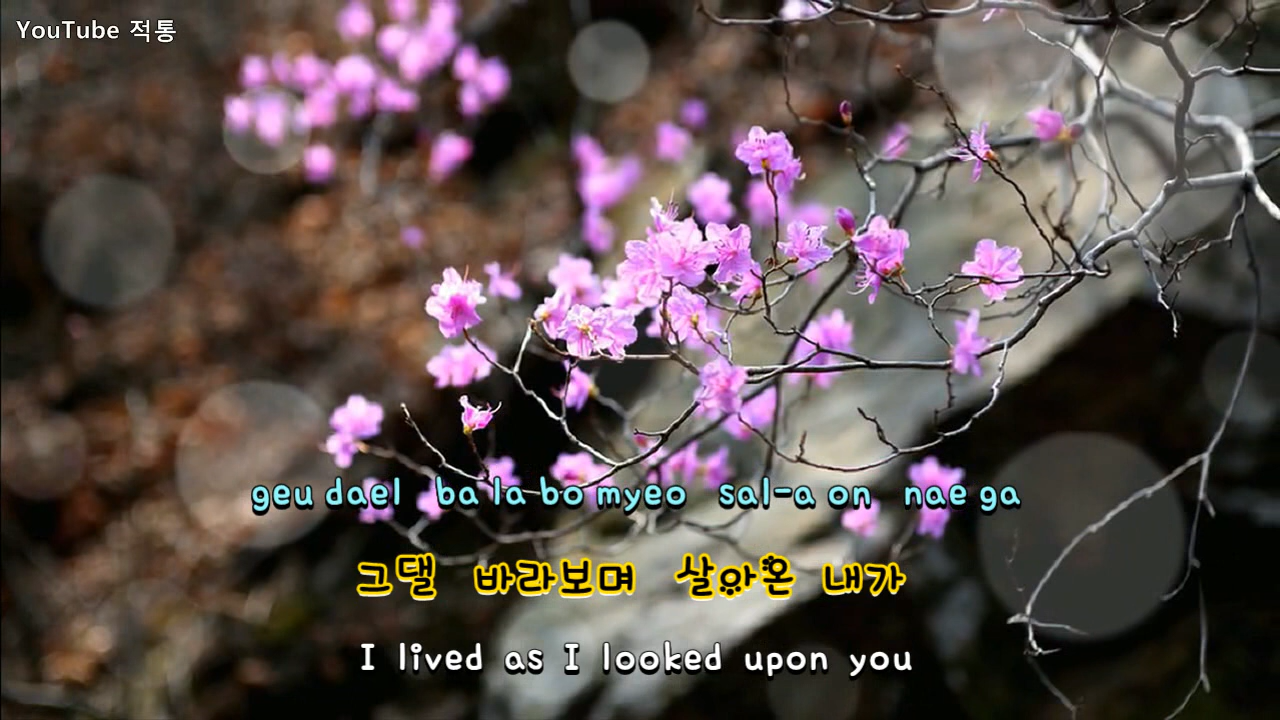 YouTube 적통
geu dael ba la bo myeo sal-a on nae ga
그댈 바라보며 살아온 내가
I lived as I looked upon you